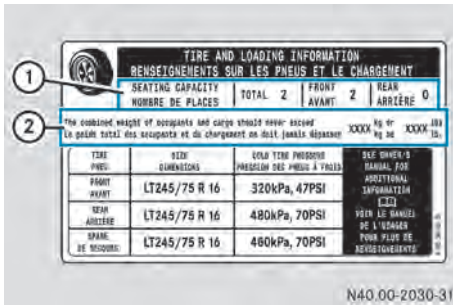 TIRE AND LOADING INFORMATION
RENSEIGNEMENTS SUR LES PNEUS ET LE CHARGEMENT
1
SEATING CAPACITY
NOMBRE DE PLACES
TOTAL 2
FRONT
AVANT
2
REAR
ARRIÈRE
0
2
The combined weight of occupants and cargo should never exceed
Le poids total des occupants et du chargement ne doit jamais dépasser
XXXX kg or
kg ou
XXXX lbs
lb.
TIRE
PNEU
SIZE
DIMENSIONS
COLD TIRE PRESSURE
PRESSION DES PNEUS À FROID
SEE OWNER'S
MANUAL FOR
ADDITIONAL
INFORMATION
VOIR LE MANUEL
DE L'USAGER
POUR PLUS DE
RENSEIGNEMENTS
FRONT
AVANT
LT245/75 R 16
320kPa, 47PSI
REAR
ARRIÈRE
LT245/75 R 16
480kPa, 70PSI
SPARE
DE SECOURS
LT245/75 R 16
460kPa, 70PSI
N40.00-2030-31